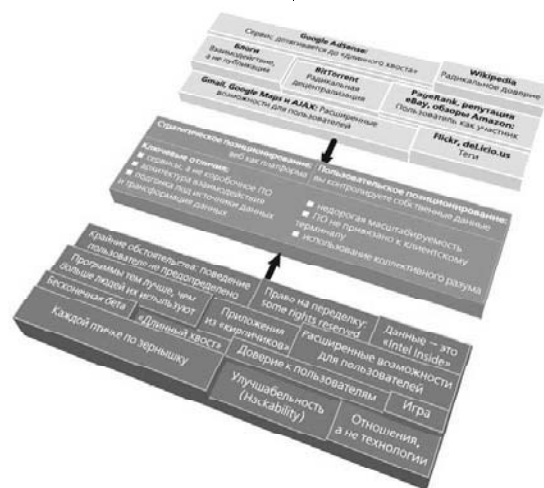 Google AdSense:
Сервис дотягивается до «длинного хвоста»
Wikipedia
Радикальное доверие
Блоги
Взаимодействие,
а не публикация
BitTorrent
Радикальная
децентрализация
PageRank, репутация
eBay, обзоры Amazon:
Пользователь как участник
Gmail, Google Maps и AJAX: Расширенные
возможности для пользователей
Flickr, del.icio.us
Теги
Стратегическое позиционирование:
веб как платформа
Пользовательское позиционирование:
вы контролируете собственные данные
Ключевые отличия:
■ сервисы, а не коробочное ПО
■ архитектура взаимодействия
■ подгонка под источники данных
и трансформация данных
■ недорогая масштабируемость
■ ПО не привязано к клиентскому
терминалу
■ использование коллективного разума
Крайние обстоятельства: поведение
пользователя не предопределено
Право на переделку:
some rights reserved
Данные — это
«Intel Inside»
Программы тем лучше, чем
больше людей их используют
Приложения
из «кирпичиков»
Расширенные возможности
для пользователей
Бесконечная бета
«Длинный хвост»
Доверие к пользователям
Игра
Каждой птичке по зернышку
Улучшабельность
(Hackability)
Отношения,
а не технологии